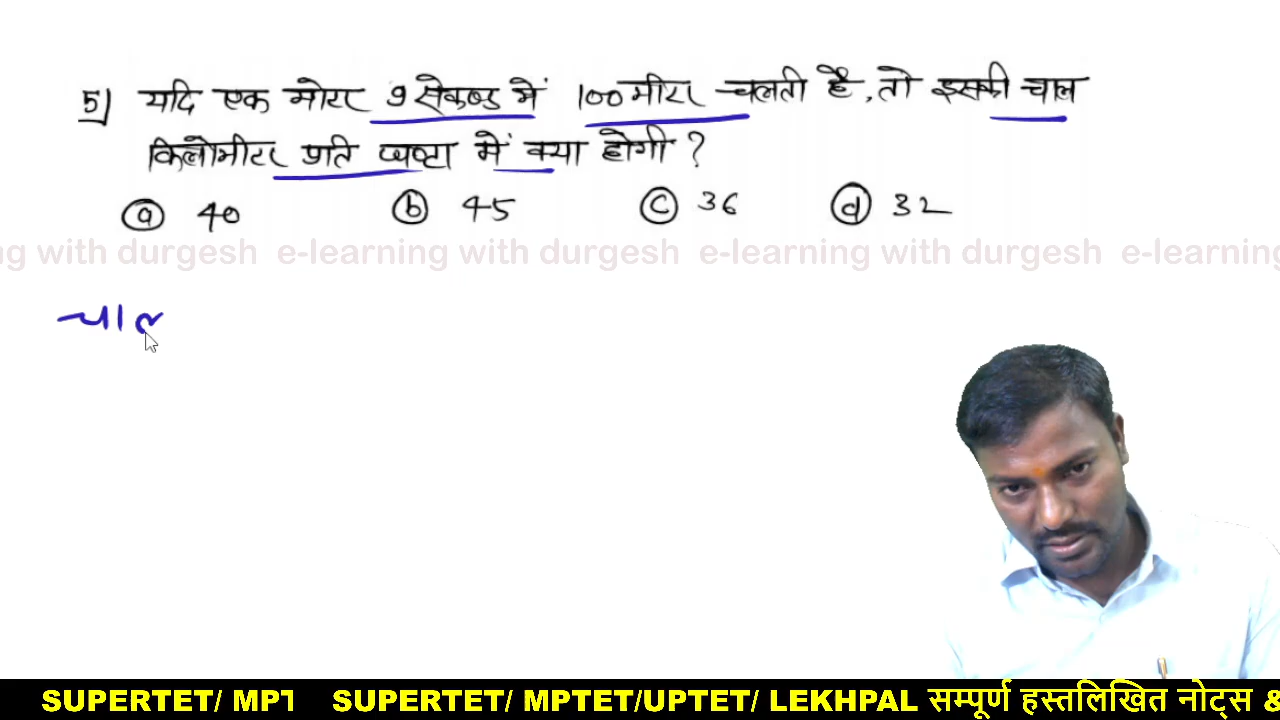 5) यदि एक मोटर 9 सेकण्ड में 100 मीटर चलती है, तो इसकी चाल
किलोमीटर प्रति घण्टा में क्या होगी ?
(a) 40 (b) 45 (c) 36 (d) 32
ng with durgesh e-learning with durgesh e-learning with durgesh e-learning
चाल
SUPERTET/ MPT SUPERTET/ MPTET/UPTET/ LEKHPAL सम्पूर्ण हस्तलिखित नोट्स &